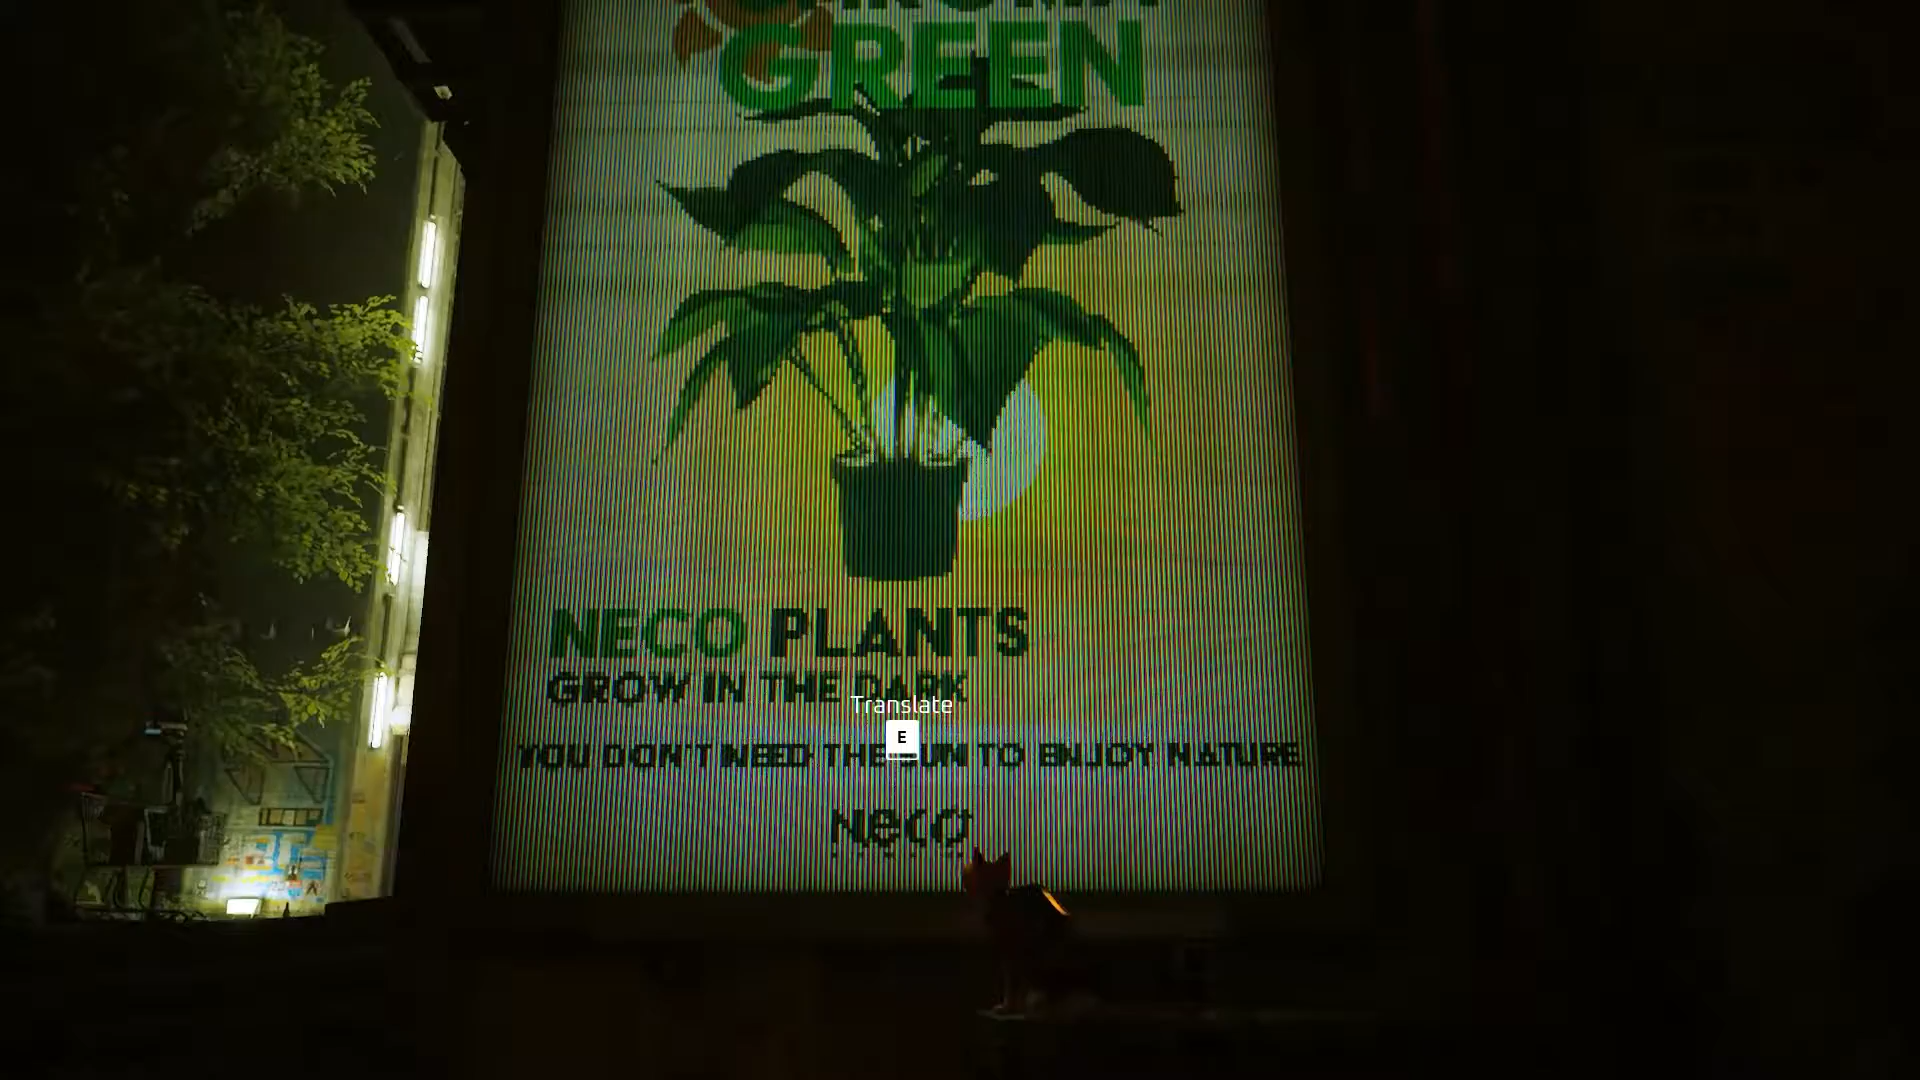 GREEN
NECO PLANTS
GROW IN THE DARK
Translate
E
YOU DON'T NEED THE SUN TO ENJOY NATURE
Neco